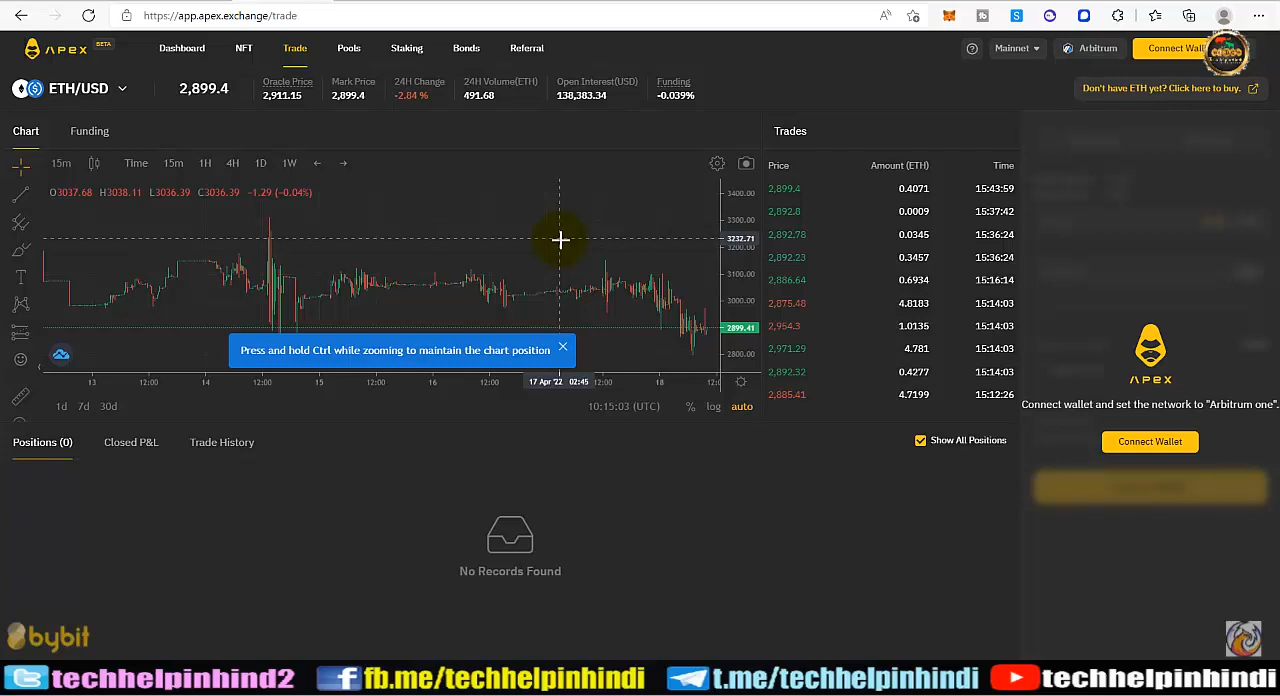 https://app.apex.exchange/trade
APEX BETA
Dashboard NFT Trade Pools Staking Bonds Referral
Mainnet Arbitrum Connect Wall
ETH/USD 2,899.4
Oracle Price 2,911.15
Mark Price 2,899.4
24H Change -2.84 %
24H Volume(ETH) 491.68
Open Interest(USD) 138,383.34
Funding -0.039%
Don't have ETH yet? Click here to buy.
Chart Funding
15m Time 15m 1H 4H 1D 1W
O3037.68 H3038.11 L3036.39 C3036.39 −1.29 (−0.04%)
3400.00
3300.00
3232.71
3200.00
3100.00
3000.00
2899.41
2800.00
Press and hold Ctrl while zooming to maintain the chart position
13 12:00 14 12:00 15 12:00 16 12:00 17 Apr '22 02:45 12:00 18 12:0
1d 7d 30d 10:15:03 (UTC) % log auto
Trades
Price Amount (ETH) Time
2,899.4 0.4071 15:43:59
2,892.8 0.0009 15:37:42
2,892.78 0.0345 15:36:24
2,892.23 0.3457 15:36:24
2,886.64 0.6934 15:16:14
2,875.48 4.8183 15:14:03
2,954.3 1.0135 15:14:03
2,971.29 4.781 15:14:03
2,892.32 0.4277 15:14:03
2,885.41 4.7199 15:12:26
APEX
Connect wallet and set the network to "Arbitrum one".
Connect Wallet
Positions (0) Closed P&L Trade History Show All Positions
No Records Found
bybit
techhelpinhindi2 fb.me/techhelpinhindi t.me/techhelpinhindi techhelpinhindi